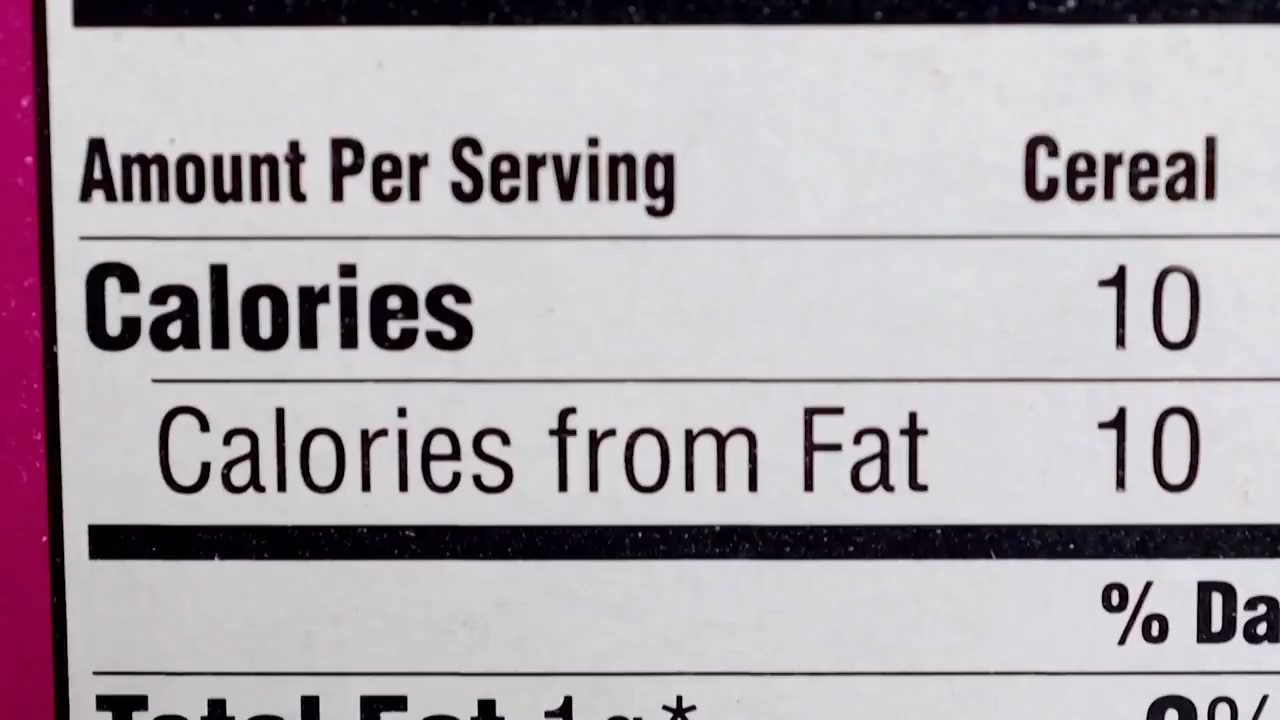 Amount Per Serving Cereal
Calories 10
Calories from Fat 10
% Da
Total Fat 1g*